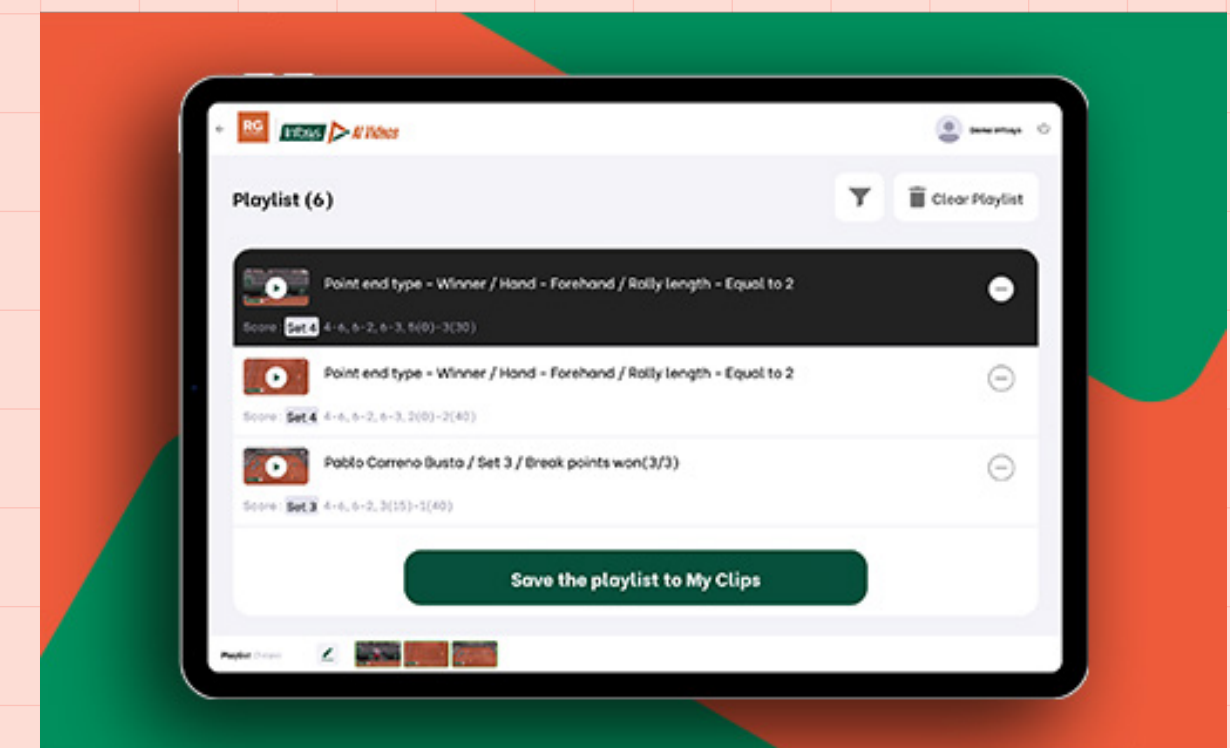 RG
Infosys AI Videos
Playlist (6)
Clear Playlist
Point end type - Winner / Hand - Forehand / Rally length - Equal to 2
Score: Set 4 4-6, 6-2, 6-3, 5(0)-3(30)
Point end type - Winner / Hand - Forehand / Rally length - Equal to 2
Score: Set 4 4-6, 6-2, 6-3, 2(0)-2(40)
Pablo Carreno Busta / Set 3 / Break points won(3/3)
Score: Set 3 4-6, 6-2, 3(15)-1(40)
Save the playlist to My Clips
Playlist